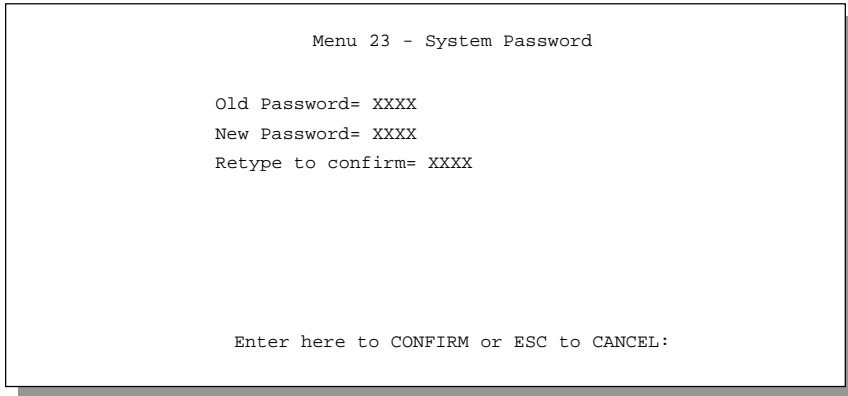 Menu 23 - System Password
Old Password= XXXX
New Password= XXXX
Retype to confirm= XXXX
Enter here to CONFIRM or ESC to CANCEL: